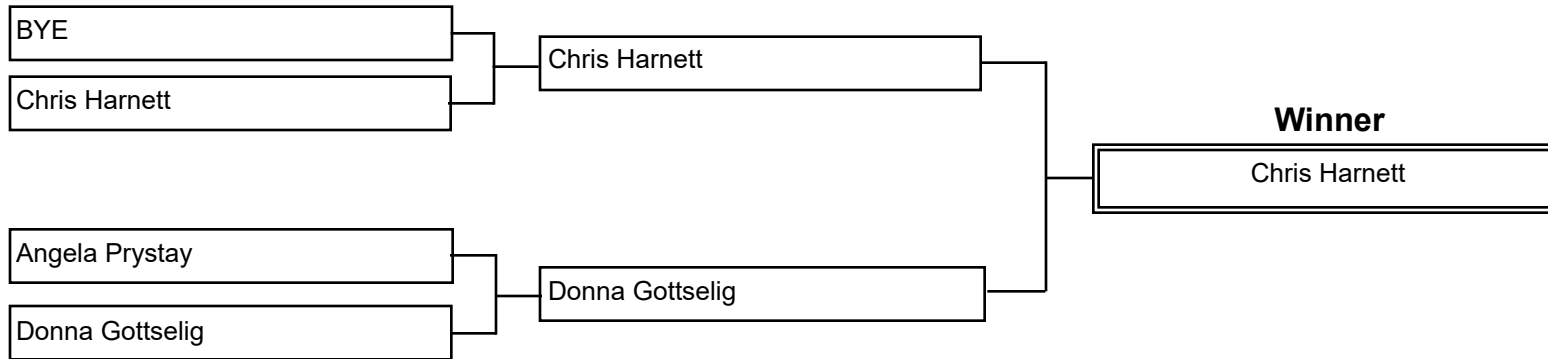 BYE
Chris Harnett
Chris Harnett
Winner
Chris Harnett
Angela Prystay
Donna Gottselig
Donna Gottselig